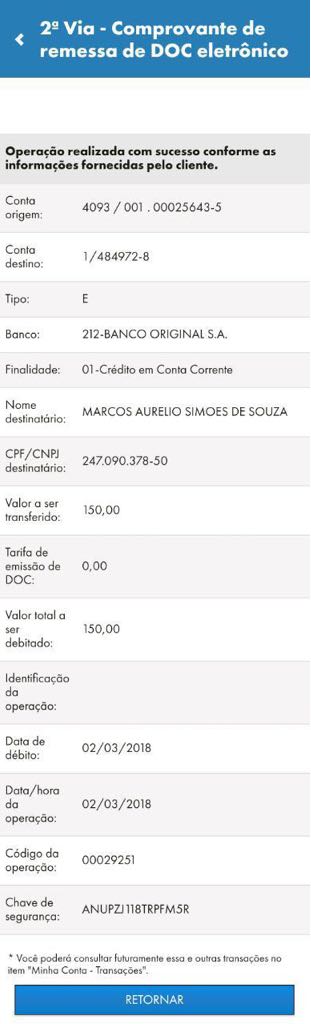 2ª Via - Comprovante de
remessa de DOC eletrônico
Operação realizada com sucesso conforme as
informações fornecidas pelo cliente.
Conta
origem: 4093 / 001 . 00025643-5
Conta
destino: 1/484972-8
Tipo: E
Banco: 212-BANCO ORIGINAL S.A.
Finalidade: 01-Crédito em Conta Corrente
Nome
destinatário: MARCOS AURELIO SIMOES DE SOUZA
CPF/CNPJ
destinatário: 247.090.378-50
Valor a ser
transferido: 150,00
Tarifa de
emissão de
DOC: 0,00
Valor total a
ser
debitado: 150,00
Identificação
da
operação:
Data de
débito: 02/03/2018
Data/hora
da
operação: 02/03/2018
Código da
operação: 00029251
Chave de
segurança: ANUPZJ118TRPFM5R
* Você poderá consultar futuramente essa e outras transações no
item "Minha Conta - Transações".
RETORNAR